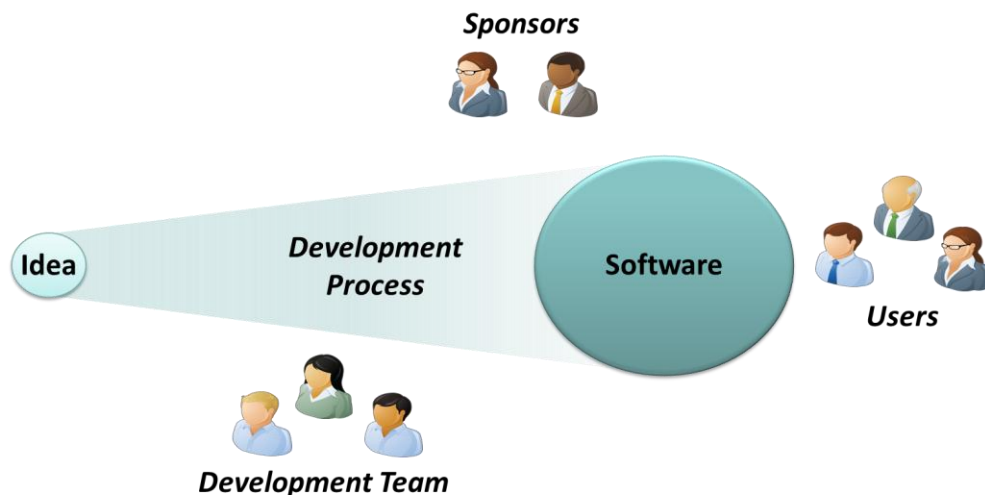 Sponsors
Idea
Development
Process
Software
Users
Development Team